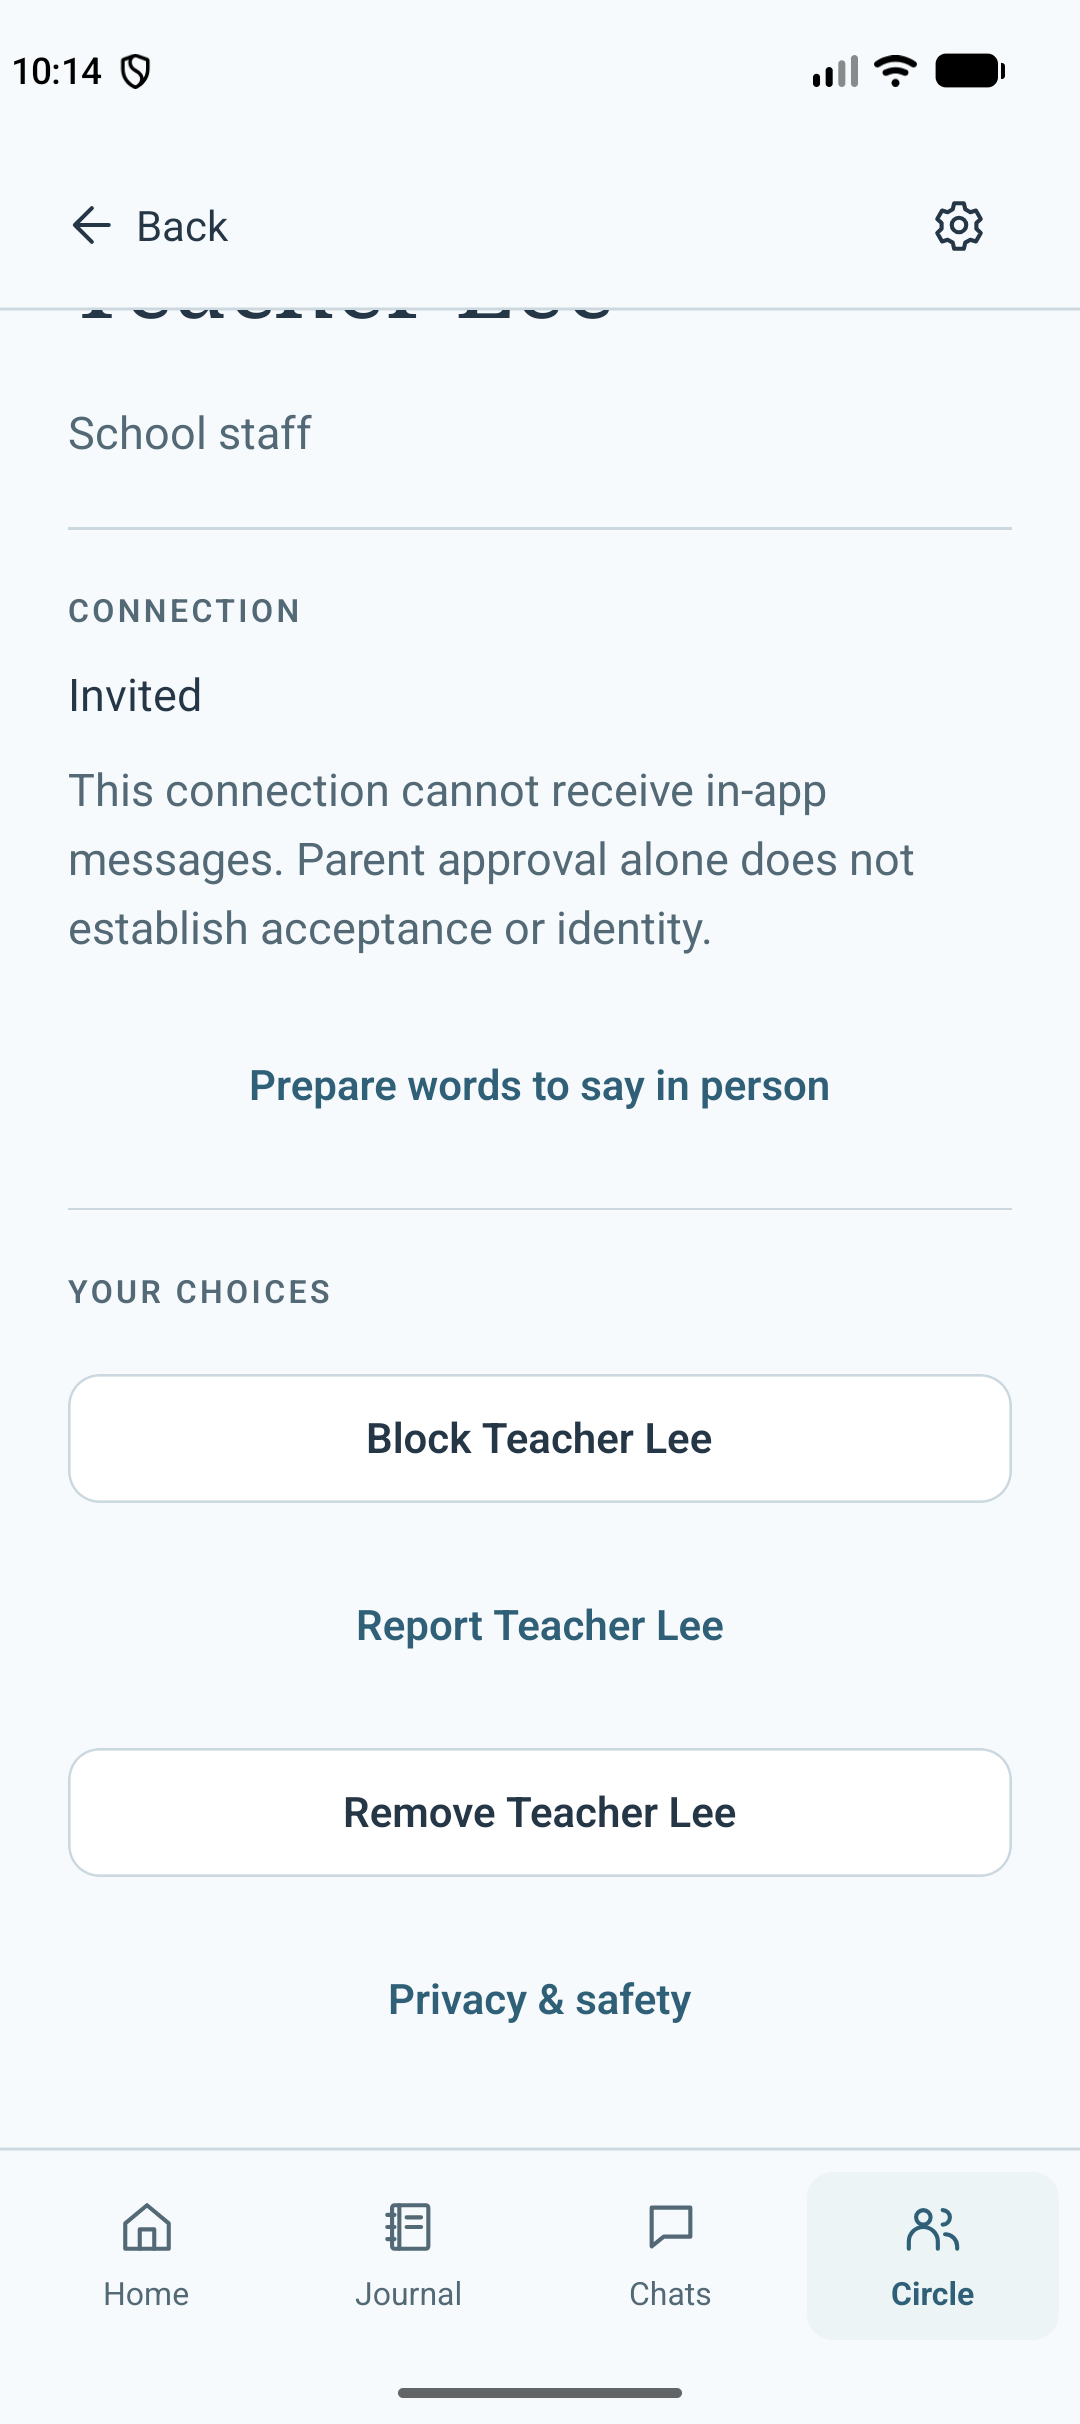 10:14
Back
Teacher Lee
School staff
CONNECTION
Invited
This connection cannot receive in-app
messages. Parent approval alone does not
establish acceptance or identity.
Prepare words to say in person
YOUR CHOICES
Block Teacher Lee
Report Teacher Lee
Remove Teacher Lee
Privacy & safety
Home
Journal
Chats
Circle